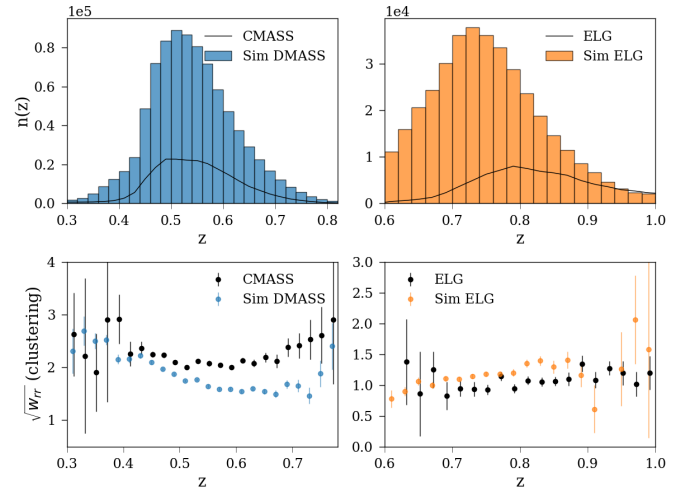 1e5
CMASS
Sim DMASS
n(z)
0.8
0.6
0.4
0.2
0.0
0.3 0.4 0.5 0.6 0.7 0.8
z
1e4
ELG
Sim ELG
4
3
2
1
0
0.6 0.7 0.8 0.9 1.0
z
CMASS
Sim DMASS
√w_rr (clustering)
4
3
2
1
0.3 0.4 0.5 0.6 0.7
z
ELG
Sim ELG
3.0
2.5
2.0
1.5
1.0
0.5
0.0
0.6 0.7 0.8 0.9 1.0
z